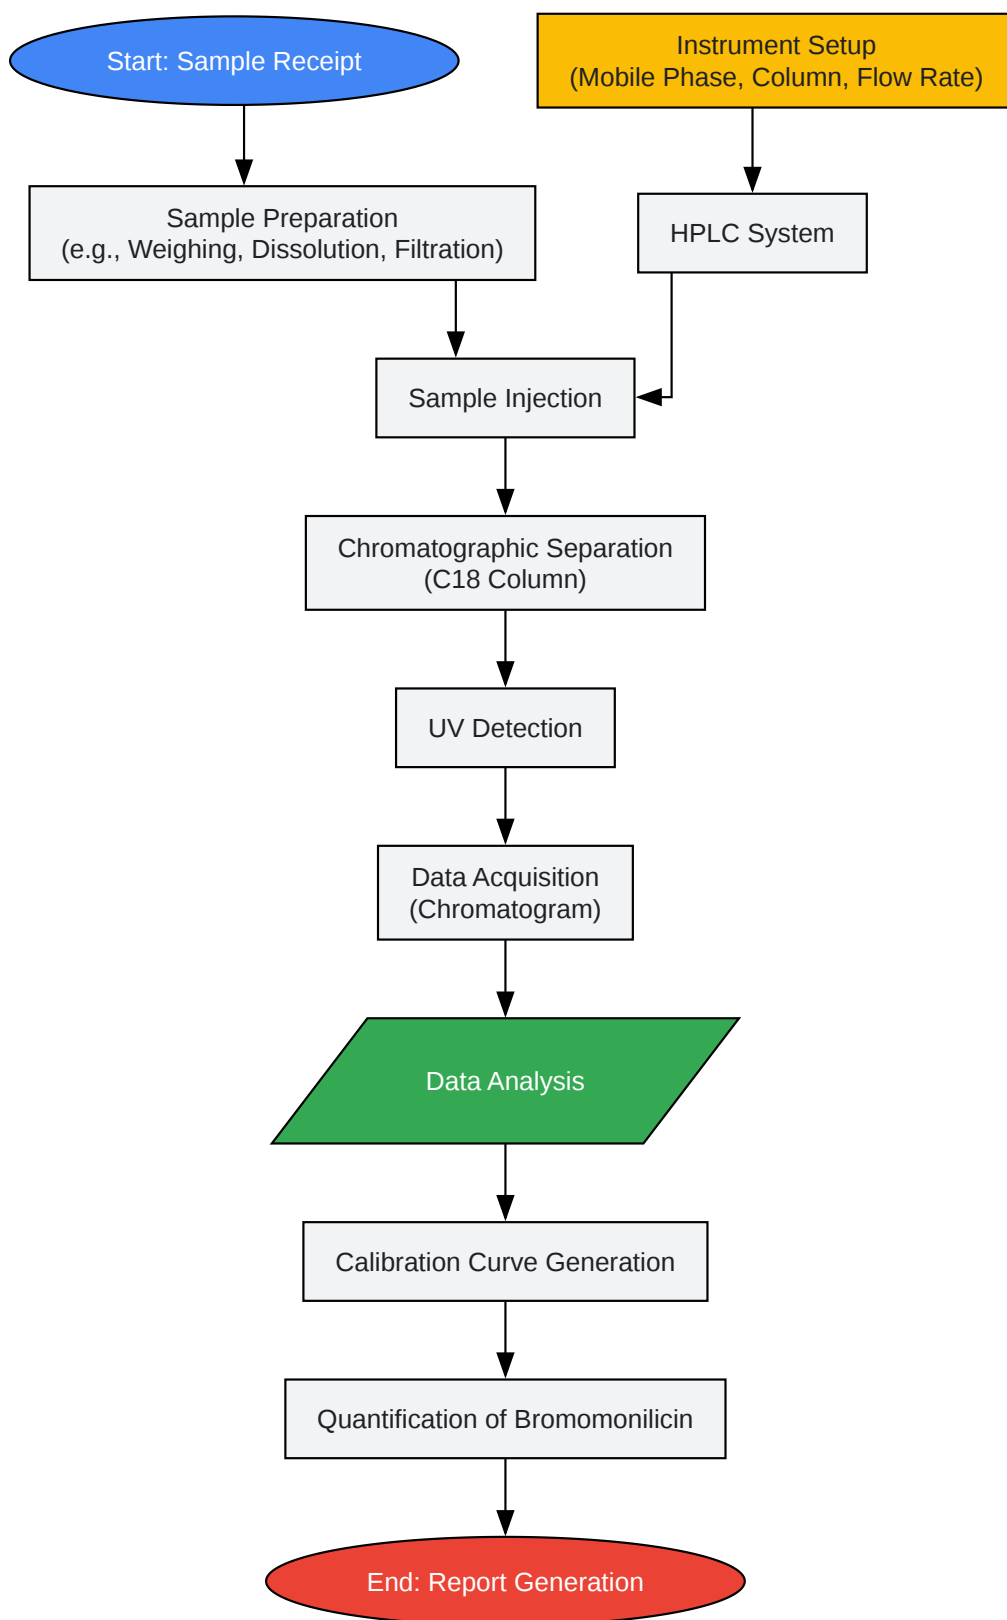 Start: Sample Receipt
Instrument Setup
(Mobile Phase, Column, Flow Rate)
Sample Preparation
(e.g., Weighing, Dissolution, Filtration)
HPLC System
Sample Injection
Chromatographic Separation
(C18 Column)
UV Detection
Data Acquisition
(Chromatogram)
Data Analysis
Calibration Curve Generation
Quantification of Bromomonilicin
End: Report Generation